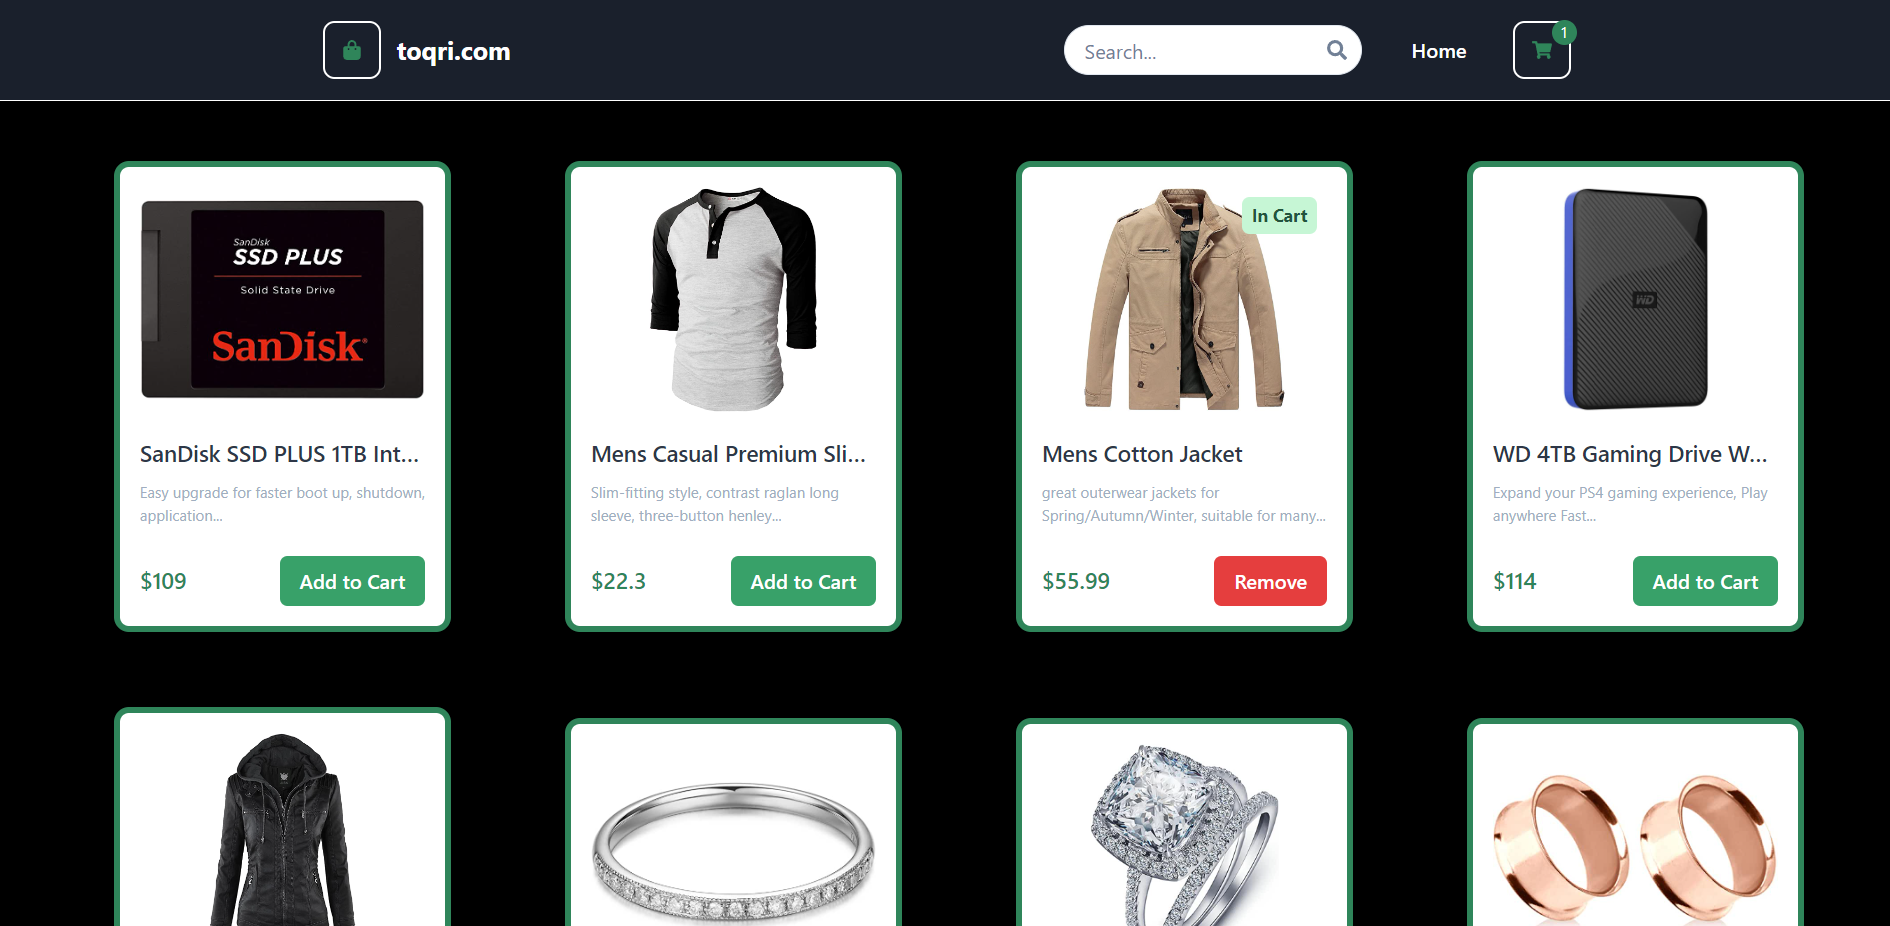 toqri.com
Search...
Home
1
SanDisk
SSD PLUS
Solid State Drive
SanDisk
In Cart
WD
SanDisk SSD PLUS 1TB Int...
Easy upgrade for faster boot up, shutdown,
application...
$109
Add to Cart
Mens Casual Premium Sli...
Slim-fitting style, contrast raglan long
sleeve, three-button henley...
$22.3
Add to Cart
Mens Cotton Jacket
great outerwear jackets for
Spring/Autumn/Winter, suitable for many...
$55.99
Remove
WD 4TB Gaming Drive W...
Expand your PS4 gaming experience, Play
anywhere Fast...
$114
Add to Cart